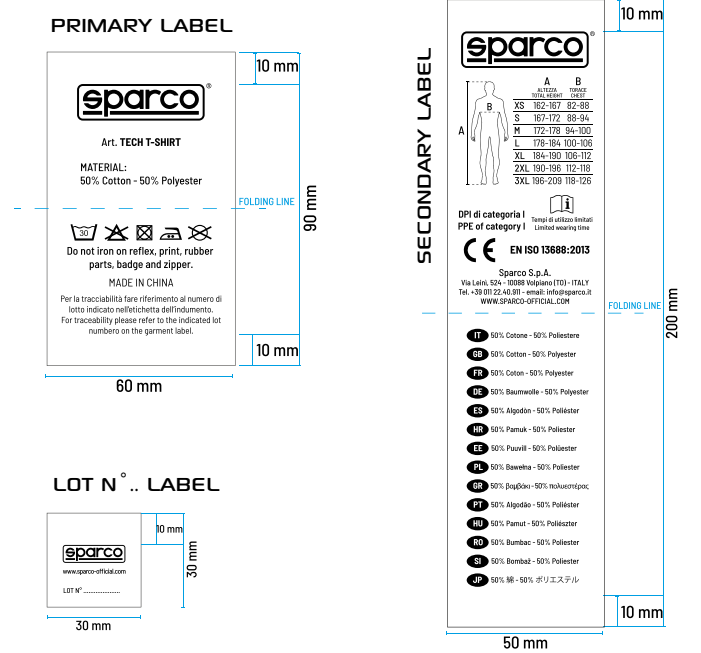 PRIMARY LABEL
10 mm
sparco®
Art. TECH T-SHIRT
MATERIAL:
50% Cotton - 50% Polyester
FOLDING LINE
90 mm
30
Do not iron on reflex, print, rubber
parts, badge and zipper.
MADE IN CHINA
Per la tracciabilità fare riferimento al numero di
lotto indicato nell'etichetta dell'indumento.
For traceability please refer to the indicated lot
numbero on the garment label.
10 mm
60 mm
LOT N°.. LABEL
10 mm
sparco
www.sparco-official.com
LOT N° ......................
30 mm
30 mm
SECONDARY LABEL
10 mm
sparco®
A B
ALTEZZA TORACE
TOTAL HEIGHT CHEST
XS 162-167 82-88
S 167-172 88-94
M 172-178 94-100
L 178-184 100-106
XL 184-190 106-112
2XL 190-196 112-118
3XL 196-209 118-126
A
B
i
DPI di categoria I
PPE of category I
Tempi di utilizzo limitati
Limited wearing time
CE EN ISO 13688:2013
Sparco S.p.A.
Via Leinì, 524 - 10088 Volpiano (TO) - ITALY
Tel. +39 011 22.40.911 - email: info@sparco.it
WWW.SPARCO-OFFICIAL.COM
FOLDING LINE
200 mm
IT 50% Cotone - 50% Poliestere
GB 50% Cotton - 50% Polyester
FR 50% Coton - 50% Polyester
DE 50% Baumwolle - 50% Polyester
ES 50% Algodòn - 50% Poliéster
HR 50% Pamuk - 50% Poliester
EE 50% Puuvill - 50% Polüester
PL 50% Bawełna - 50% Poliester
GR 50% βαμβάκι - 50% πολυεστέρας
PT 50% Algodão - 50% Poliéster
HU 50% Pamut - 50% Poliészter
RO 50% Bumbac - 50% Poliester
SI 50% Bombaž - 50% Poliester
JP 50% 綿 - 50% ポリエステル
10 mm
50 mm